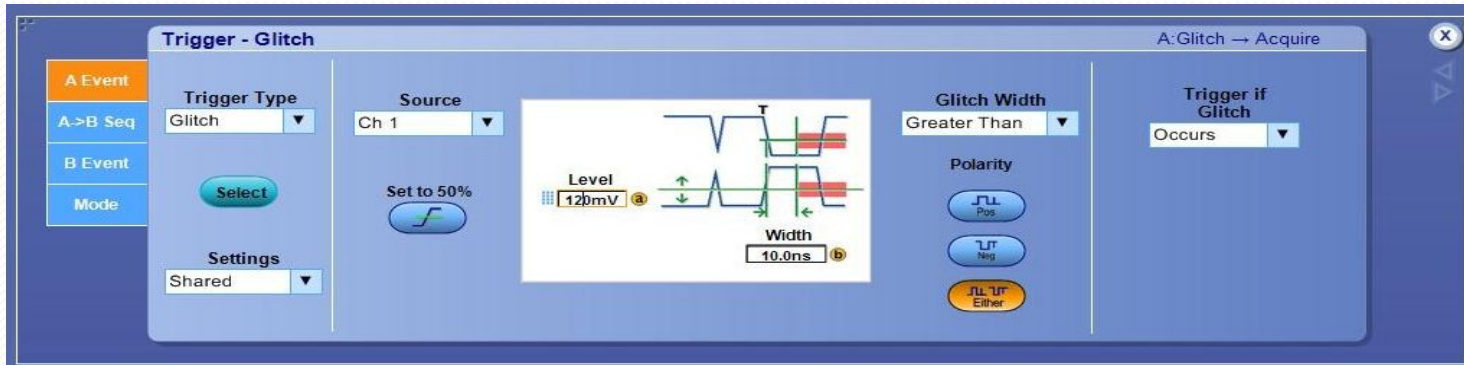 Trigger - Glitch
A:Glitch → Acquire
X
A Event
A->B Seq
B Event
Mode
Trigger Type
Glitch
Select
Settings
Shared
Source
Ch 1
Set to 50%
Level
120mV a
T
Width
10.0ns b
Glitch Width
Greater Than
Polarity
Pos
Neg
Either
Trigger if
Glitch
Occurs